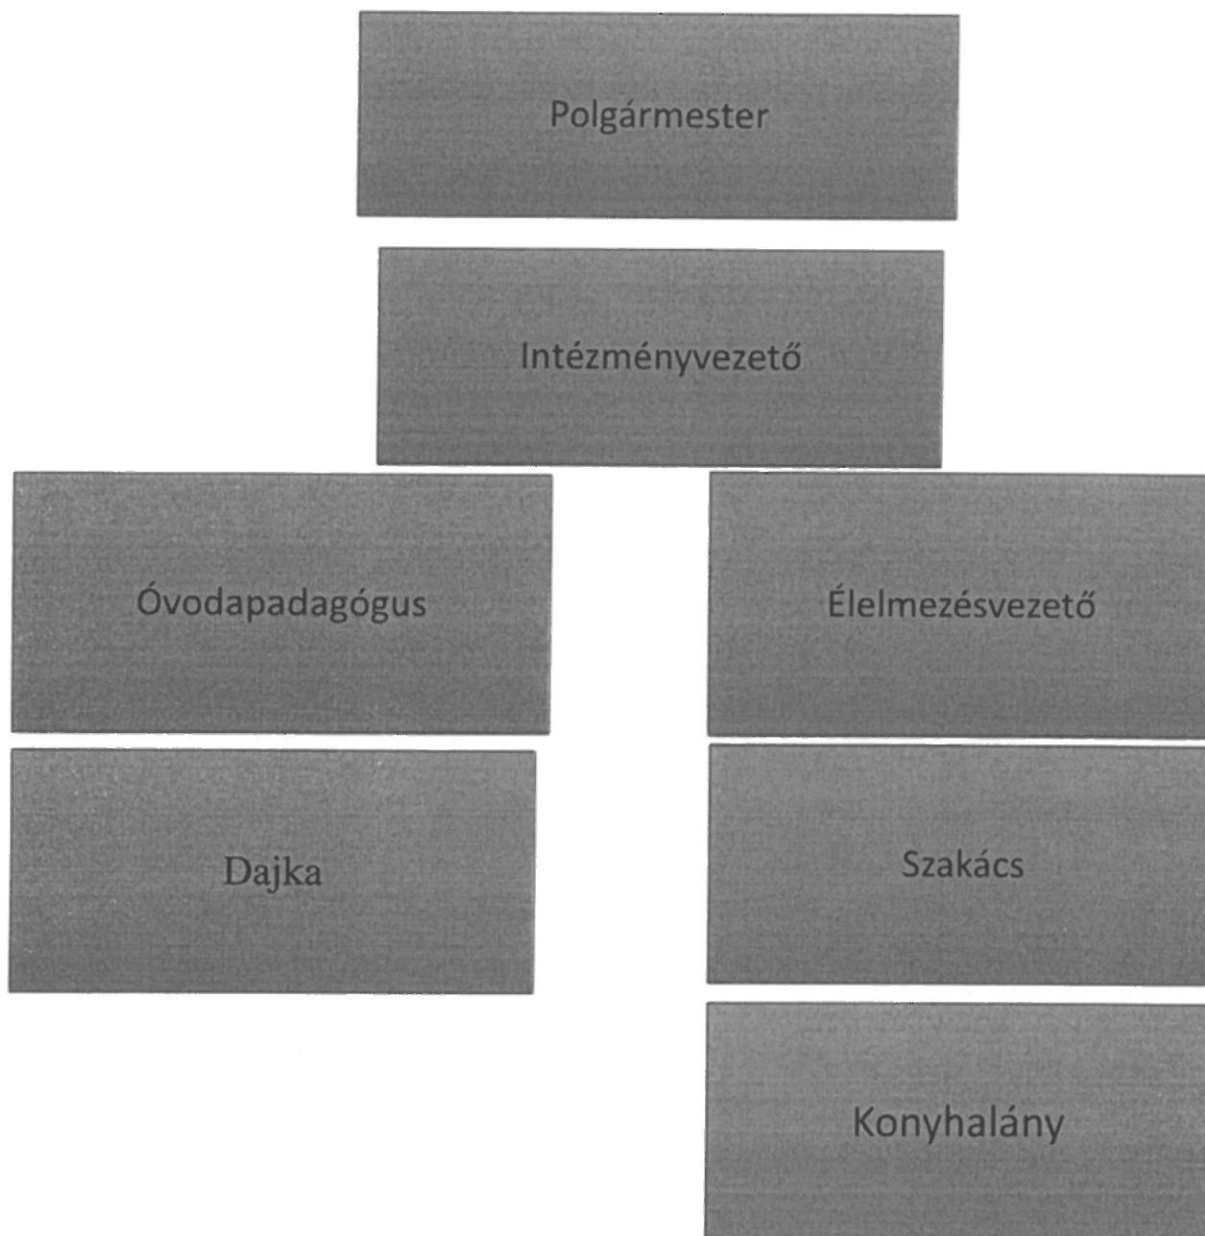 Polgármester
Intézményvezető
Óvodapadagógus
Élelmezésvezető
Dajka
Szakács
Konyhalány